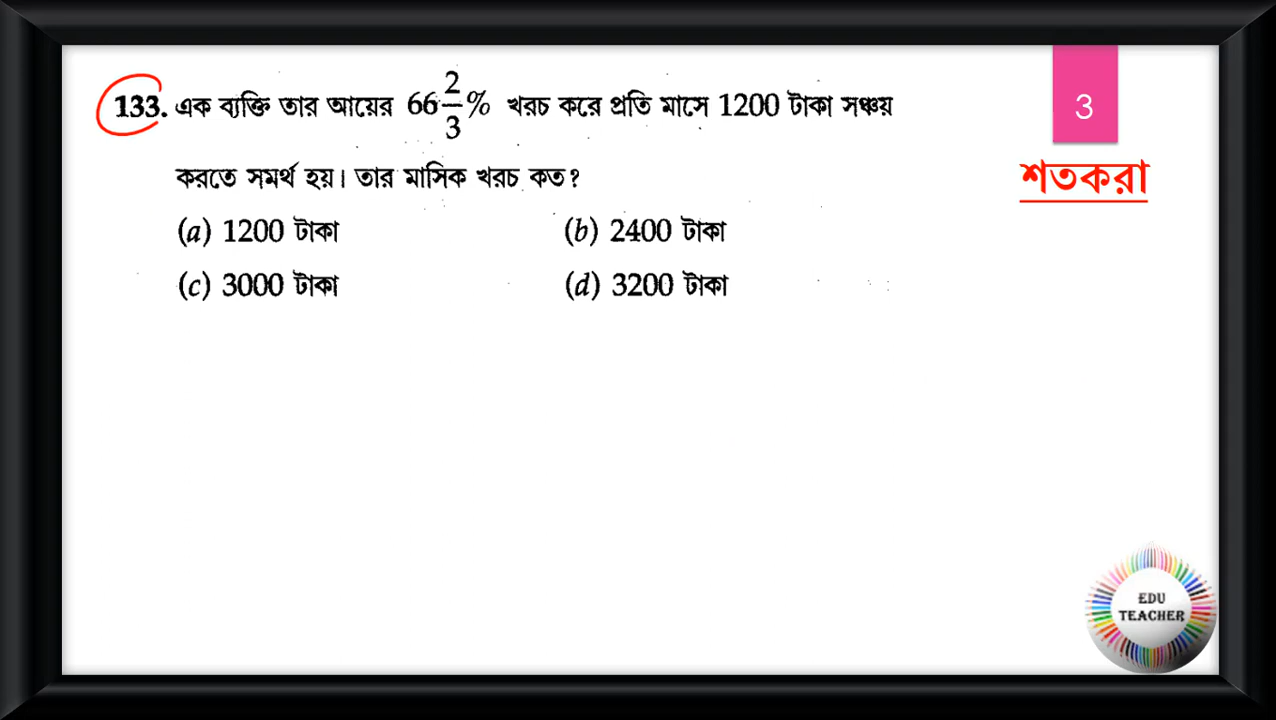 133. এক ব্যক্তি তার আয়ের 66 2/3 % খরচ করে প্রতি মাসে 1200 টাকা সঞ্চয়
করতে সমর্থ হয়। তার মাসিক খরচ কত?
(a) 1200 টাকা (b) 2400 টাকা
(c) 3000 টাকা (d) 3200 টাকা
3
শতকরা
EDU
TEACHER